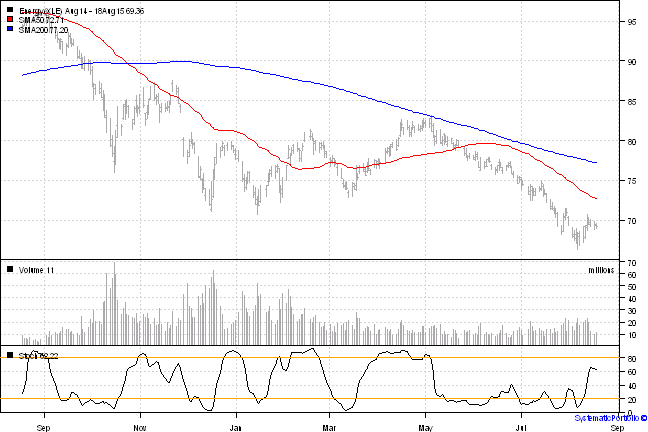 Energy(XLE) Aug14 - 18Aug15 69.36
SMA50 72.71
SMA200 77.20
95
90
85
80
75
70
Volume 11
millions
70
60
50
40
30
20
10
80
60
40
20
0
Sep
Nov
Jan
Mar
May
Jul
Sep
SystematicPortfolio ©